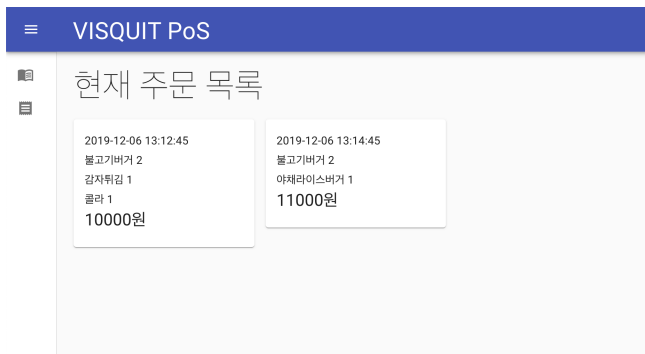 VISQUIT PoS
현재 주문 목록
2019-12-06 13:12:45
불고기버거 2
감자튀김 1
콜라 1
10000원
2019-12-06 13:14:45
불고기버거 2
야채라이스버거 1
11000원